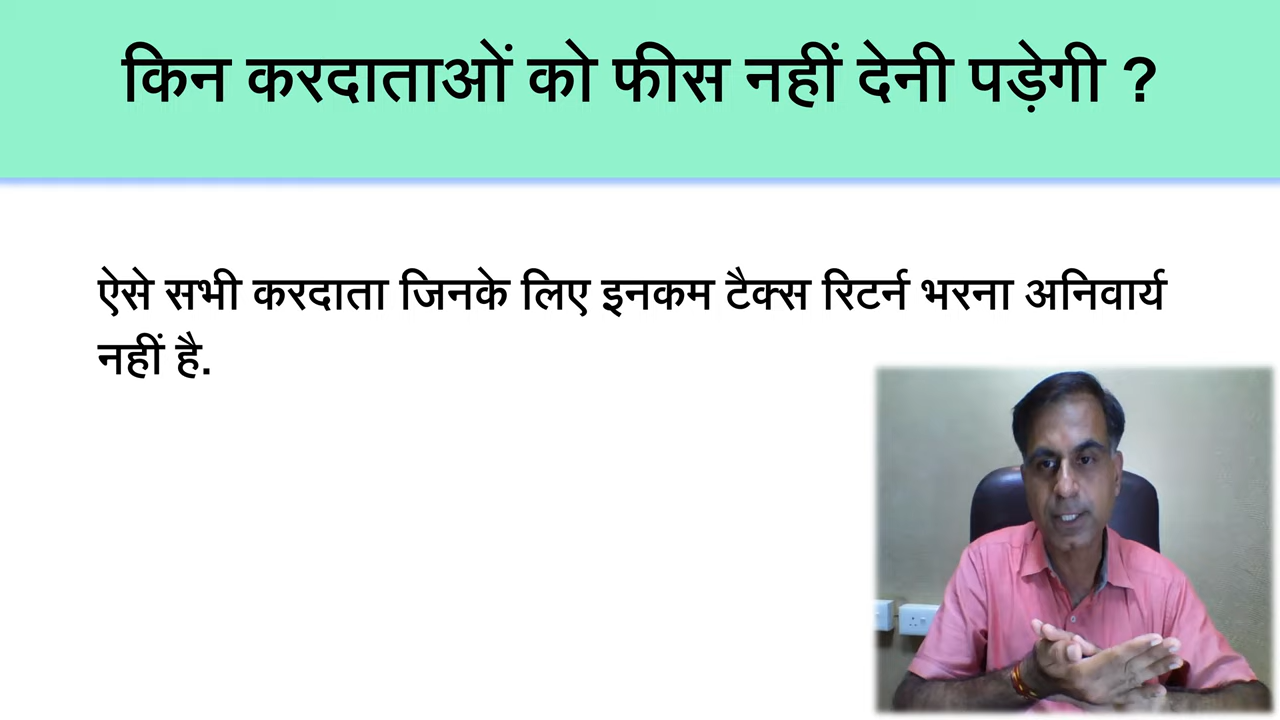 किन करदाताओं को फीस नहीं देनी पड़ेगी ?
ऐसे सभी करदाता जिनके लिए इनकम टैक्स रिटर्न भरना अनिवार्य
नहीं है.